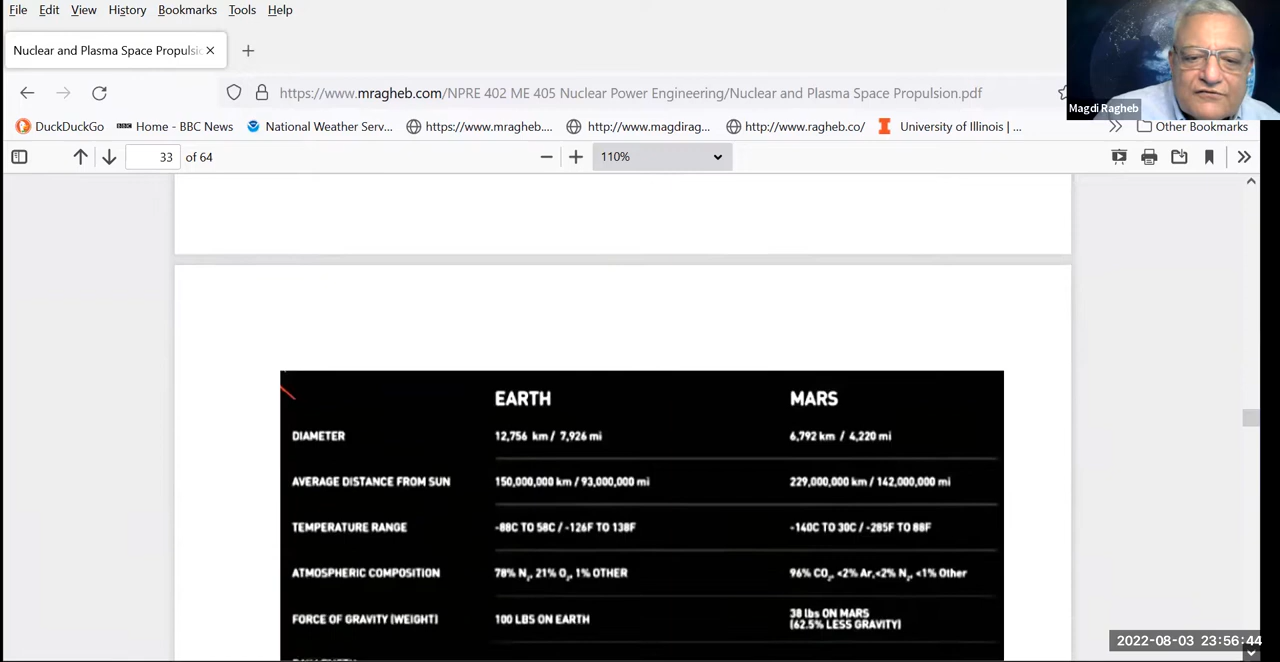 File Edit View History Bookmarks Tools Help
Nuclear and Plasma Space Propulsi
https://www.mragheb.com/NPRE 402 ME 405 Nuclear Power Engineering/Nuclear and Plasma Space Propulsion.pdf
Magdi Ragheb
DuckDuckGo BBC Home - BBC News National Weather Serv... https://www.mragheb.... http://www.magdirag... http://www.ragheb.co/ University of Illinois | ... Other Bookmarks
33 of 64 110%
EARTH MARS
DIAMETER 12,756 km / 7,926 mi 6,792 km / 4,220 mi
AVERAGE DISTANCE FROM SUN 150,000,000 km / 93,000,000 mi 229,000,000 km / 142,000,000 mi
TEMPERATURE RANGE -88C TO 58C / -126F TO 138F -140C TO 30C / -285F TO 88F
ATMOSPHERIC COMPOSITION 78% N2, 21% O2, 1% OTHER 96% CO2, <2% Ar,<2% N2, <1% Other
FORCE OF GRAVITY (WEIGHT) 100 LBS ON EARTH 38 lbs ON MARS
(62.5% LESS GRAVITY)
2022-08-03 23:56:44